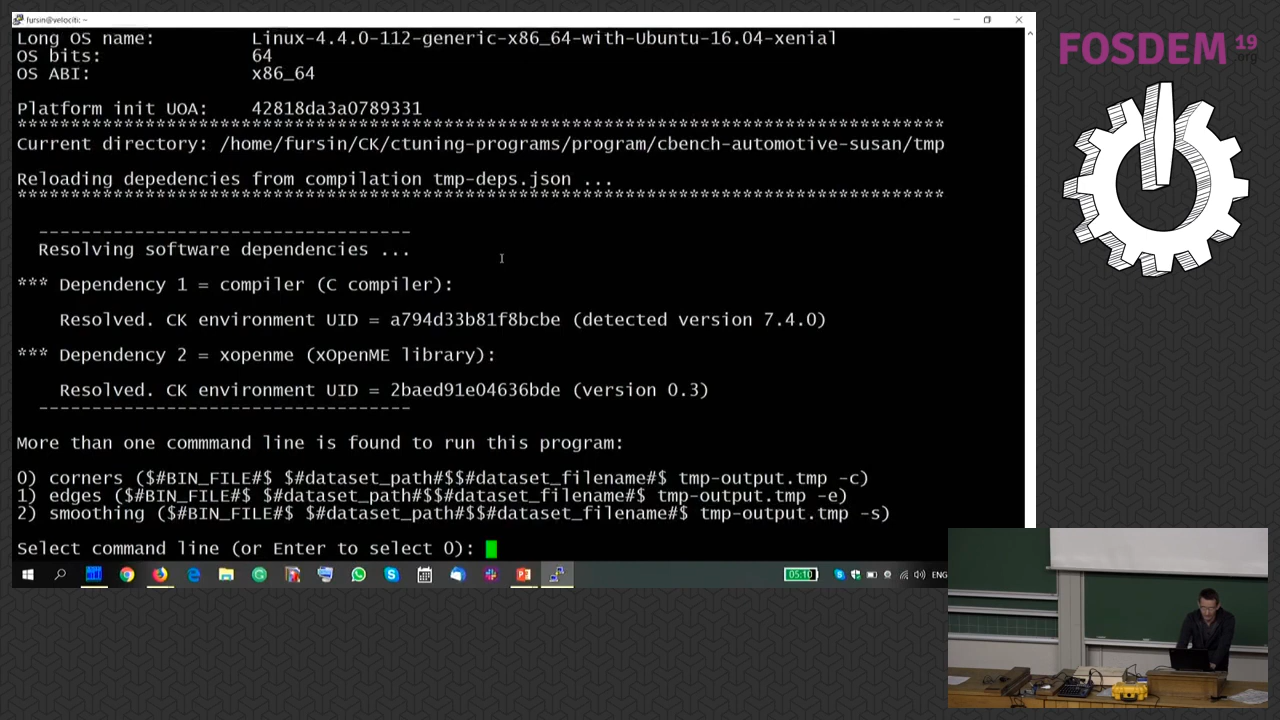 fursin@velociti: ~
Long OS name: Linux-4.4.0-112-generic-x86_64-with-Ubuntu-16.04-xenial
OS bits: 64
OS ABI: x86_64
Platform init UOA: 42818da3a0789331
***************************************************************************************
Current directory: /home/fursin/CK/ctuning-programs/program/cbench-automotive-susan/tmp
Reloading depedencies from compilation tmp-deps.json ...
***************************************************************************************
-----------------------------------
Resolving software dependencies ...
*** Dependency 1 = compiler (C compiler):
Resolved. CK environment UID = a794d33b81f8bcbe (detected version 7.4.0)
*** Dependency 2 = xopenme (xOpenME library):
Resolved. CK environment UID = 2baed91e04636bde (version 0.3)
-----------------------------------
More than one commmand line is found to run this program:
0) corners ($#BIN_FILE#$ $#dataset_path#$$#dataset_filename#$ tmp-output.tmp -c)
1) edges ($#BIN_FILE#$ $#dataset_path#$$#dataset_filename#$ tmp-output.tmp -e)
2) smoothing ($#BIN_FILE#$ $#dataset_path#$$#dataset_filename#$ tmp-output.tmp -s)
Select command line (or Enter to select 0):
05:10
ENG
FOSDEM 19
.org